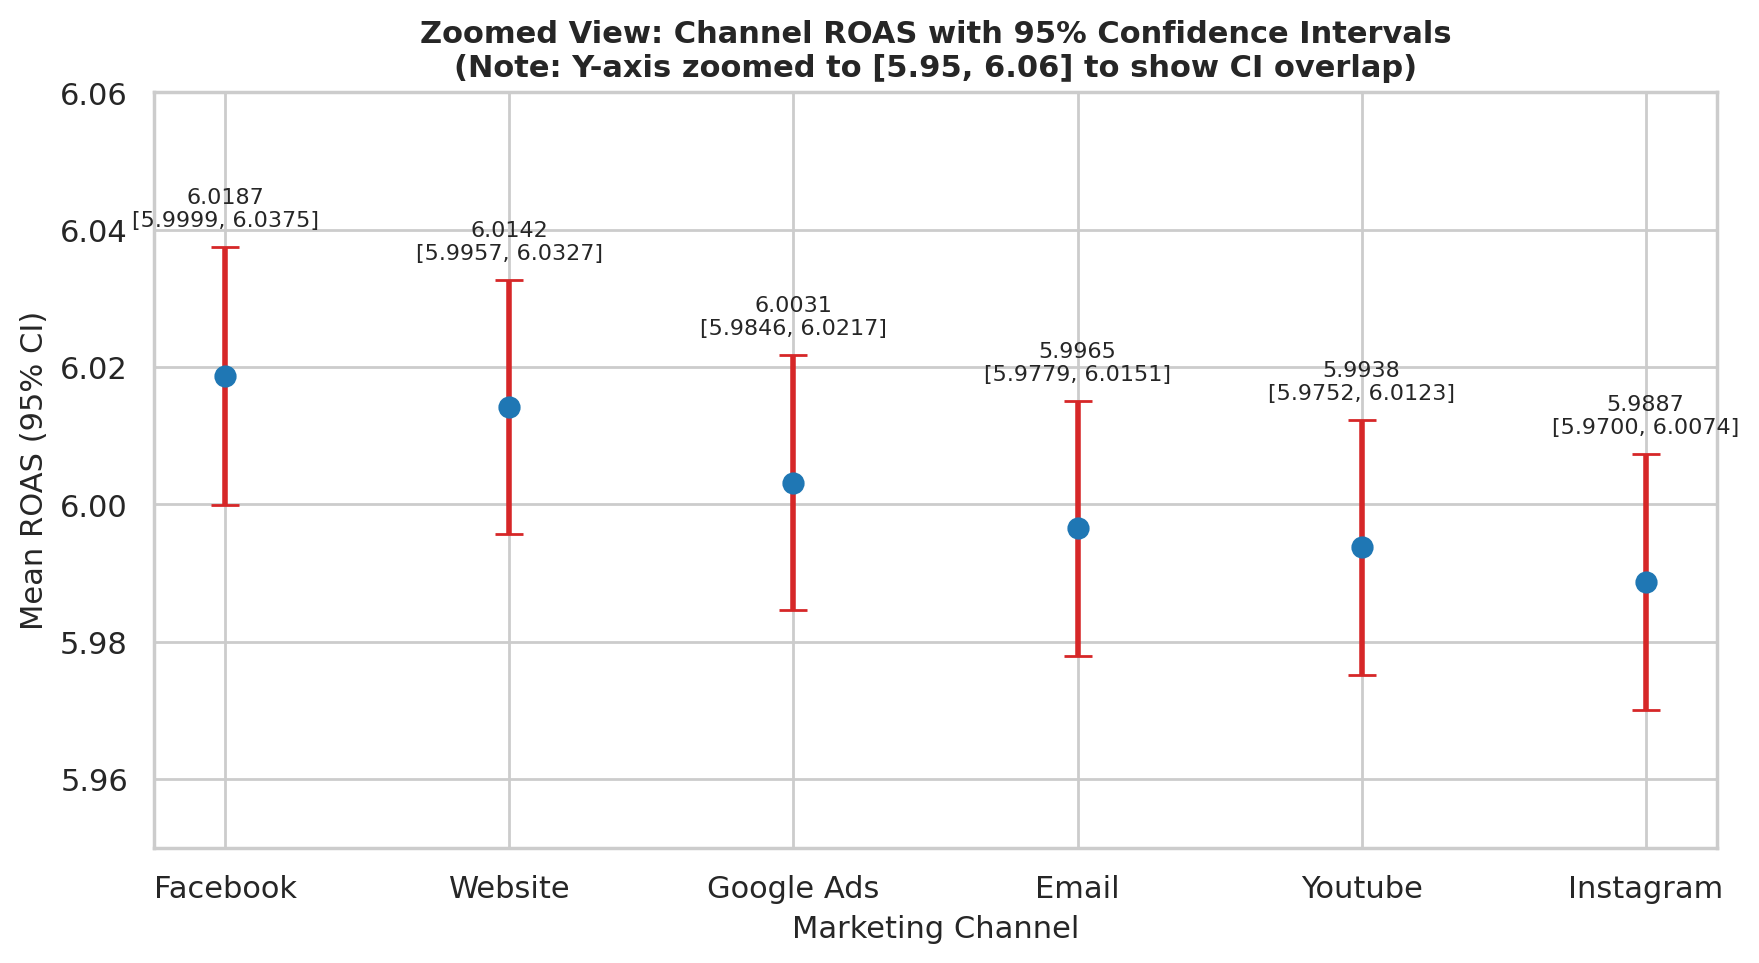 Zoomed View: Channel ROAS with 95% Confidence Intervals
(Note: Y-axis zoomed to [5.95, 6.06] to show CI overlap)
Mean ROAS (95% CI)
6.06
6.04
6.02
6.00
5.98
5.96
6.0187
[5.9999, 6.0375]
6.0142
[5.9957, 6.0327]
6.0031
[5.9846, 6.0217]
5.9965
[5.9779, 6.0151]
5.9938
[5.9752, 6.0123]
5.9887
[5.9700, 6.0074]
Facebook
Website
Google Ads
Email
Youtube
Instagram
Marketing Channel